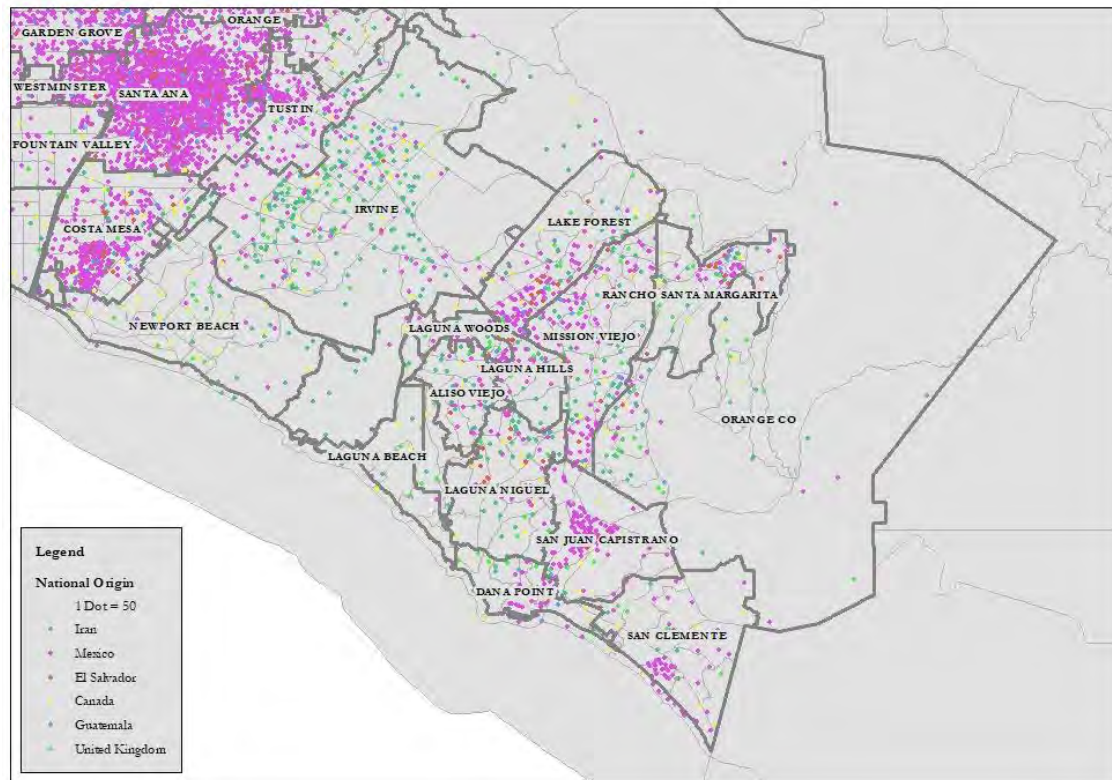 ORANGE
GARDEN GROVE
WESTMINSTER
SANTA ANA
TUSTIN
FOUNTAIN VALLEY
IRVINE
COSTA MESA
LAKE FOREST
RANCHO SANTA MARGARITA
NEWPORT BEACH
LAGUNA WOODS
MISSION VIEJO
LAGUNA HILLS
ALISO VIEJO
ORANGE CO
LAGUNA BEACH
LAGUNA NIGUEL
SAN JUAN CAPISTRANO
DANA POINT
SAN CLEMENTE
Legend
National Origin
1 Dot = 50
Iran
Mexico
El Salvador
Canada
Guatemala
United Kingdom